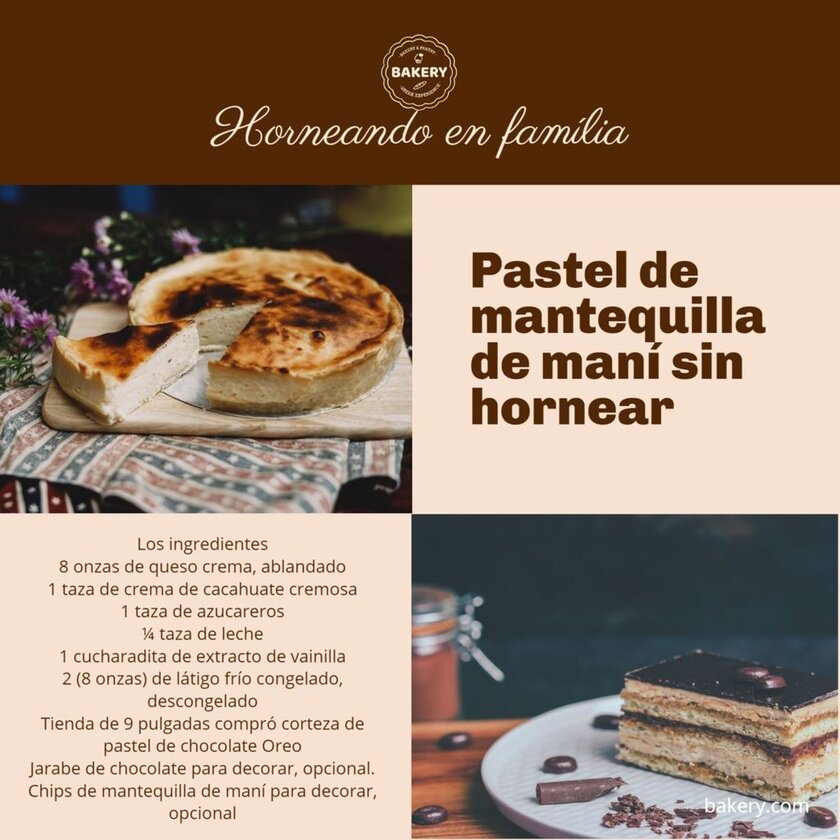 BAKERY & PASTRY
BAKERY
Horneando en família
Pastel de
mantequilla
de maní sin
hornear
Los ingredientes
8 onzas de queso crema, ablandado
1 taza de crema de cacahuate cremosa
1 taza de azucareros
¼ taza de leche
1 cucharadita de extracto de vainilla
2 (8 onzas) de látigo frío congelado,
descongelado
Tienda de 9 pulgadas compró corteza de
pastel de chocolate Oreo
Jarabe de chocolate para decorar, opcional.
Chips de mantequilla de maní para decorar,
opcional
bakery.com